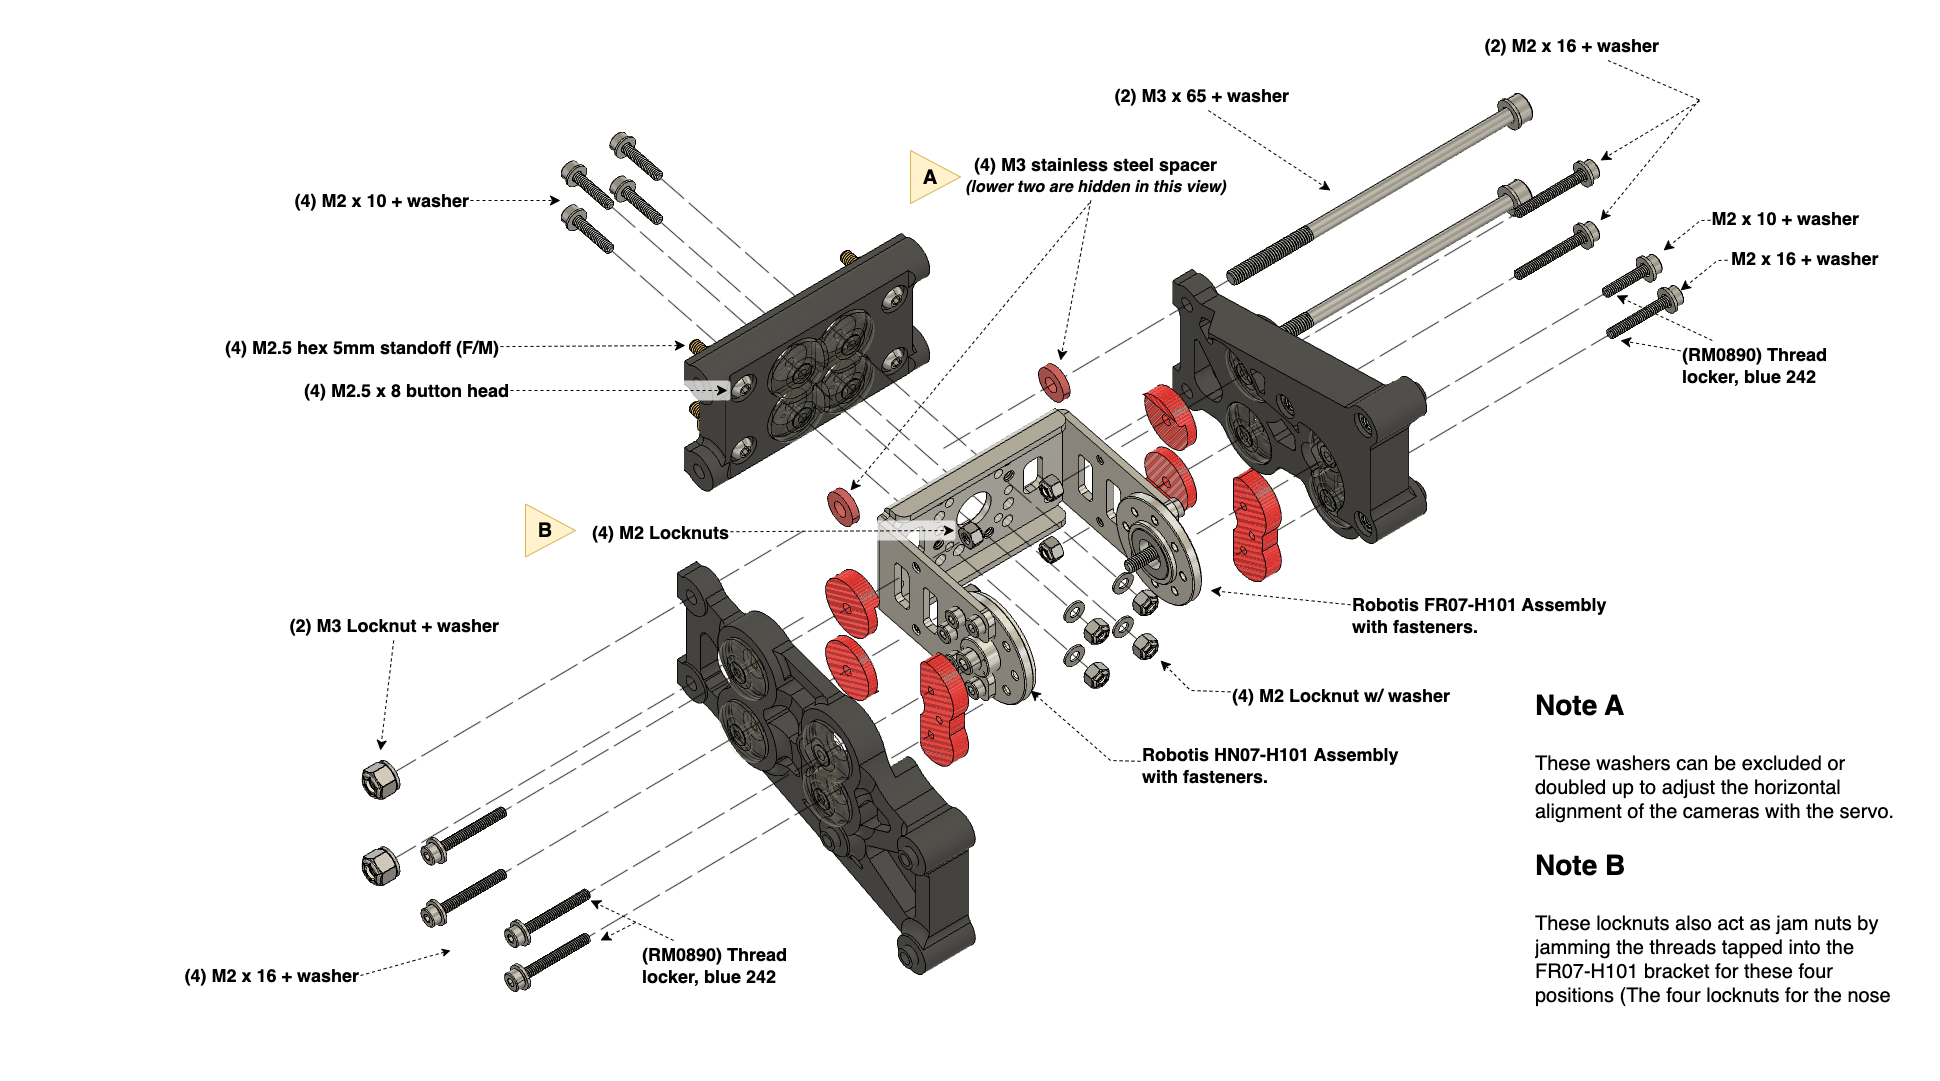 (2) M2 x 16 + washer
(2) M3 x 65 + washer
A
(4) M3 stainless steel spacer
(lower two are hidden in this view)
(4) M2 x 10 + washer
M2 x 10 + washer
M2 x 16 + washer
(4) M2.5 hex 5mm standoff (F/M)
(RM0890) Thread
locker, blue 242
(4) M2.5 x 8 button head
B
(4) M2 Locknuts
(2) M3 Locknut + washer
Robotis FR07-H101 Assembly
with fasteners.
(4) M2 Locknut w/ washer
Robotis HN07-H101 Assembly
with fasteners.
(RM0890) Thread
locker, blue 242
(4) M2 x 16 + washer
Note A
These washers can be excluded or
doubled up to adjust the horizontal
alignment of the cameras with the servo.
Note B
These locknuts also act as jam nuts by
jamming the threads tapped into the
FR07-H101 bracket for these four
positions (The four locknuts for the nose